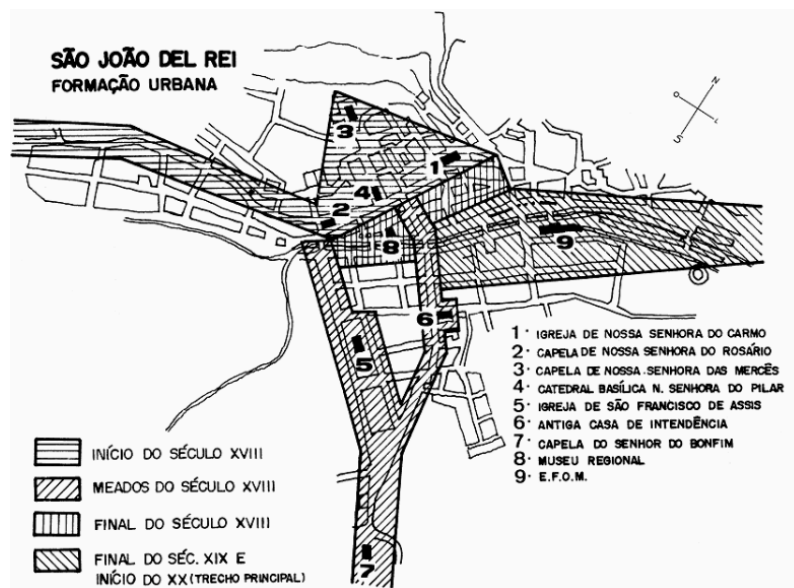 SÃO JOÃO DEL REI
FORMAÇÃO URBANA
N
O
L
S
3
1
4
2
8
9
6
5
7
1· IGREJA DE NOSSA SENHORA DO CARMO
2· CAPELA DE NOSSA SENHORA DO ROSÁRIO
3· CAPELA DE NOSSA SENHORA DAS MERCÊS
4· CATEDRAL BASÍLICA N. SENHORA DO PILAR
5· IGREJA DE SÃO FRANCISCO DE ASSIS
6· ANTIGA CASA DE INTENDÊNCIA
7· CAPELA DO SENHOR DO BONFIM
8· MUSEU REGIONAL
9· E.F.O.M.
INÍCIO DO SÉCULO XVIII
MEADOS DO SÉCULO XVIII
FINAL DO SÉCULO XVIII
FINAL DO SÉC. XIX E
INÍCIO DO XX (TRECHO PRINCIPAL)